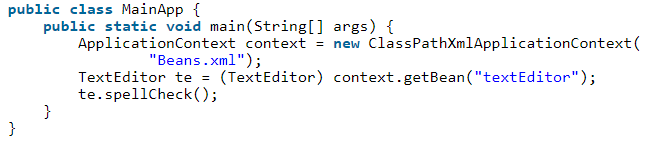 public class MainApp {
public static void main(String[] args) {
ApplicationContext context = new ClassPathXmlApplicationContext(
"Beans.xml");
TextEditor te = (TextEditor) context.getBean("textEditor");
te.spellCheck();
}
}